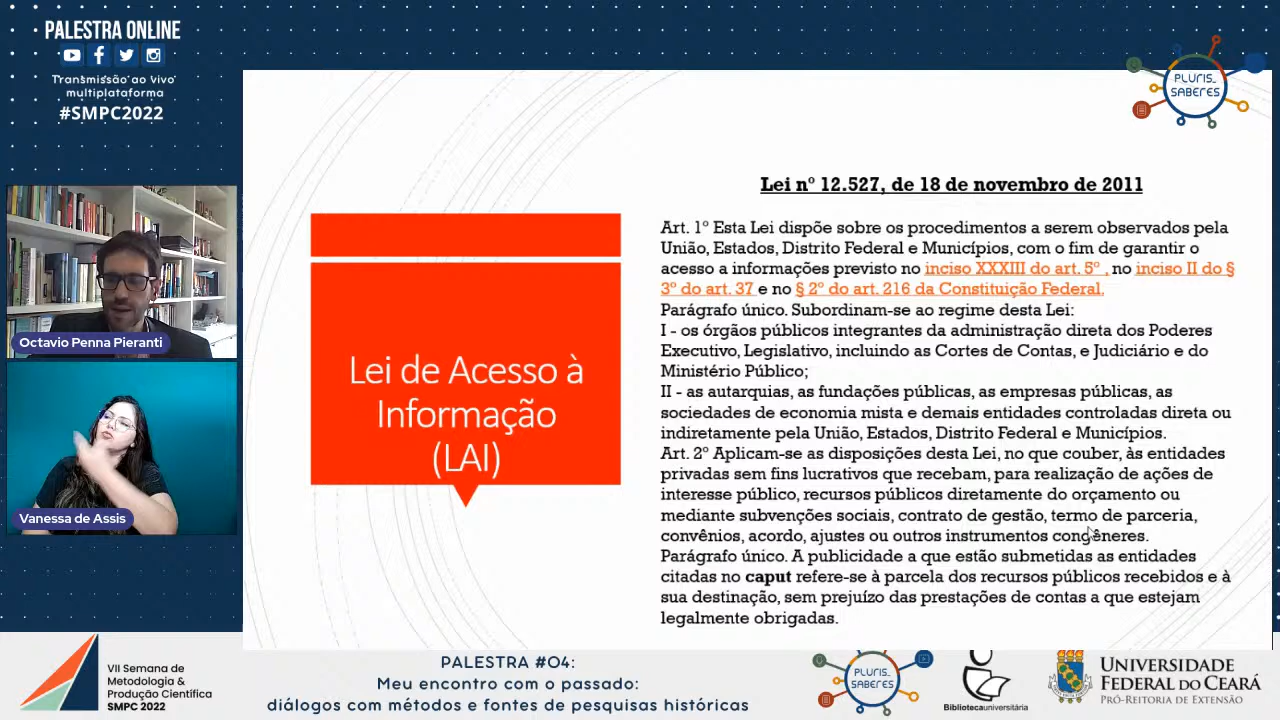 PALESTRA ONLINE
Transmissão ao vivo
multiplataforma
#SMPC2022
PLURIS_
SABERES
Octavio Penna Pieranti
Vanessa de Assis
Lei de Acesso à
Informação
(LAI)
Lei nº 12.527, de 18 de novembro de 2011
Art. 1º Esta Lei dispõe sobre os procedimentos a serem observados pela
União, Estados, Distrito Federal e Municípios, com o fim de garantir o
acesso a informações previsto no inciso XXXIII do art. 5º , no inciso II do §
3º do art. 37 e no § 2º do art. 216 da Constituição Federal.
Parágrafo único. Subordinam-se ao regime desta Lei:
I - os órgãos públicos integrantes da administração direta dos Poderes
Executivo, Legislativo, incluindo as Cortes de Contas, e Judiciário e do
Ministério Público;
II - as autarquias, as fundações públicas, as empresas públicas, as
sociedades de economia mista e demais entidades controladas direta ou
indiretamente pela União, Estados, Distrito Federal e Municípios.
Art. 2º Aplicam-se as disposições desta Lei, no que couber, às entidades
privadas sem fins lucrativos que recebam, para realização de ações de
interesse público, recursos públicos diretamente do orçamento ou
mediante subvenções sociais, contrato de gestão, termo de parceria,
convênios, acordo, ajustes ou outros instrumentos congêneres.
Parágrafo único. A publicidade a que estão submetidas as entidades
citadas no caput refere-se à parcela dos recursos públicos recebidos e à
sua destinação, sem prejuízo das prestações de contas a que estejam
legalmente obrigadas.
VII Semana de
Metodologia &
Produção Científica
SMPC 2022
PALESTRA #04:
Meu encontro com o passado:
diálogos com métodos e fontes de pesquisas históricas
PLURIS_
SABERES
Bibliotecauniversitária
UNIVERSIDADE
FEDERAL DO CEARÁ
PRÓ-REITORIA DE EXTENSÃO